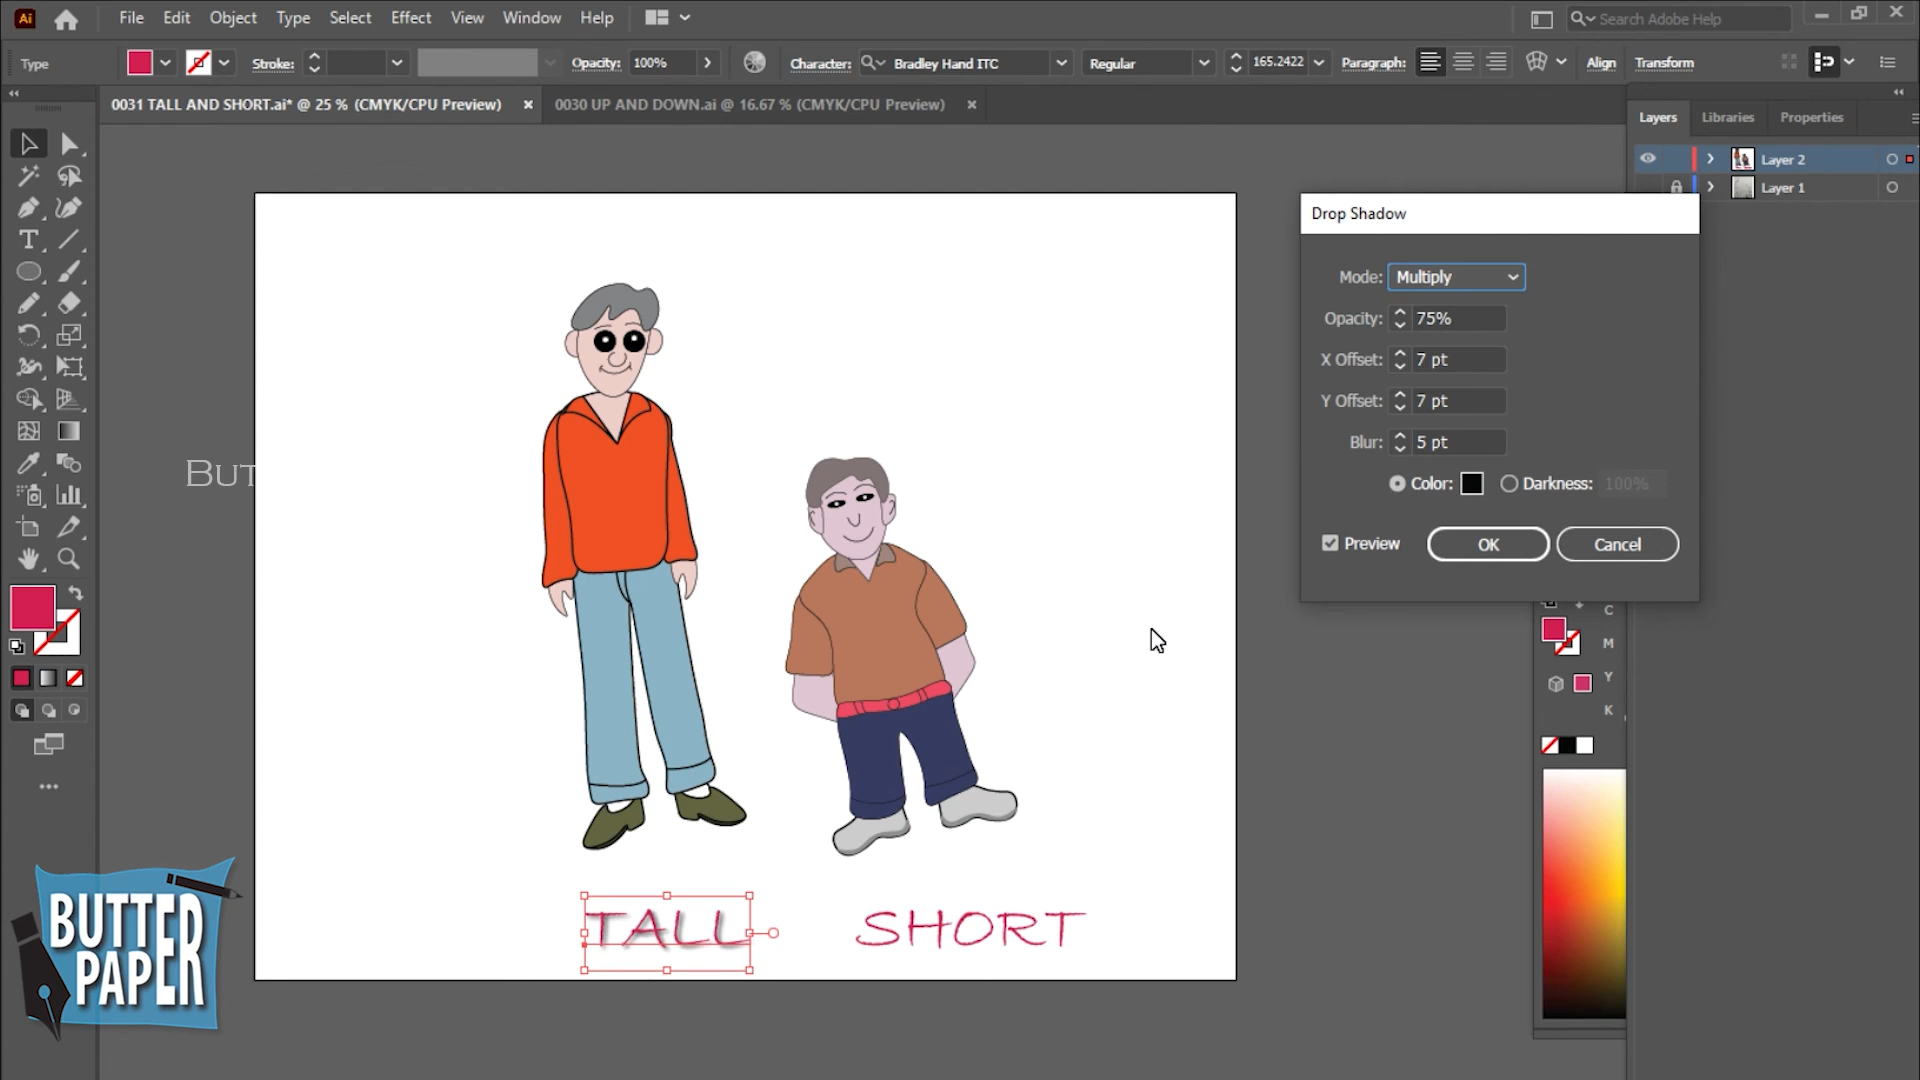 Ai File Edit Object Type Select Effect View Window Help Search Adobe Help
Type Stroke: Opacity: 100% Character: Bradley Hand ITC Regular 165.2422 Paragraph: Align Transform
0031 TALL AND SHORT.ai* @ 25 % (CMYK/CPU Preview) × 0030 UP AND DOWN.ai @ 16.67 % (CMYK/CPU Preview) ×
Layers Libraries Properties
Layer 2
Layer 1
Drop Shadow
Mode: Multiply
Opacity: 75%
X Offset: 7 pt
Y Offset: 7 pt
Blur: 5 pt
Color: Darkness: 100%
Preview OK Cancel
BUT
C
M
Y
K
TALL SHORT
BUTTER
PAPER